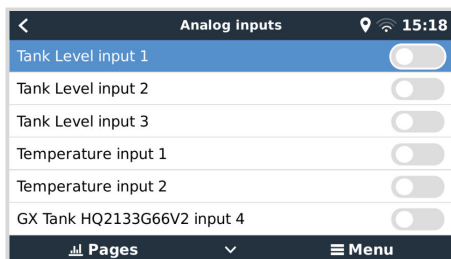 Analog inputs 15:18
Tank Level input 1
Tank Level input 2
Tank Level input 3
Temperature input 1
Temperature input 2
GX Tank HQ2133G66V2 input 4
Pages Menu